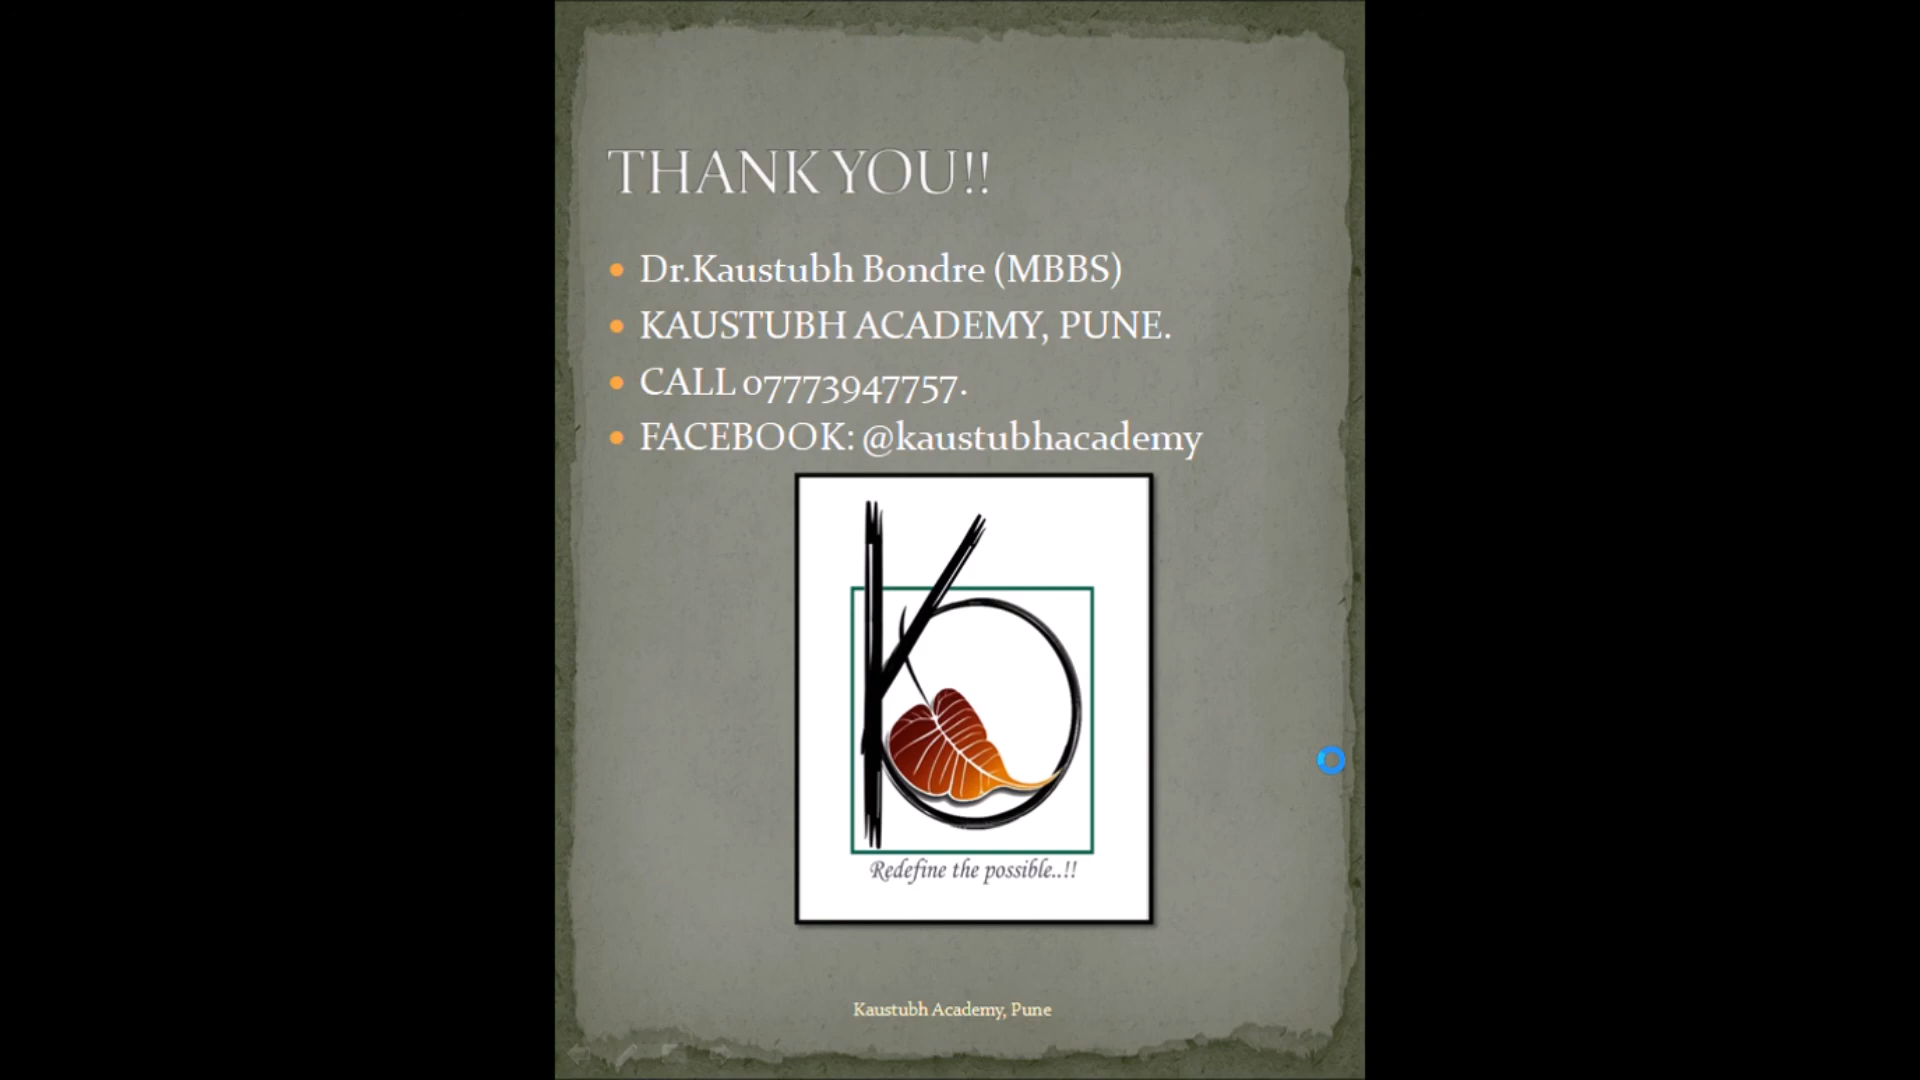 THANK YOU!!
Dr.Kaustubh Bondre (MBBS)
KAUSTUBH ACADEMY, PUNE.
CALL 07773947757.
FACEBOOK: @kaustubhacademy
Redefine the possible..!!
Kaustubh Academy, Pune